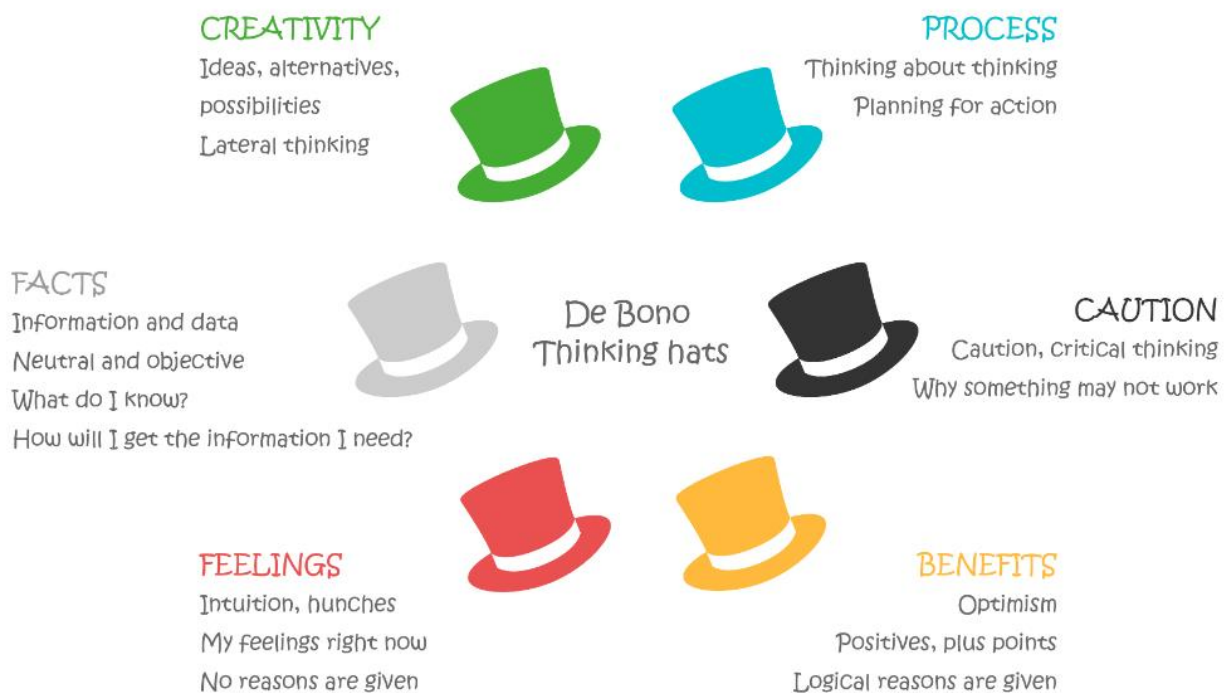 CREATIVITY
Ideas, alternatives,
possibilities
Lateral thinking
PROCESS
Thinking about thinking
Planning for action
FACTS
Information and data
Neutral and objective
What do I know?
How will I get the information I need?
De Bono
Thinking hats
CAUTION
Caution, critical thinking
Why something may not work
FEELINGS
Intuition, hunches
My feelings right now
No reasons are given
BENEFITS
Optimism
Positives, plus points
Logical reasons are given